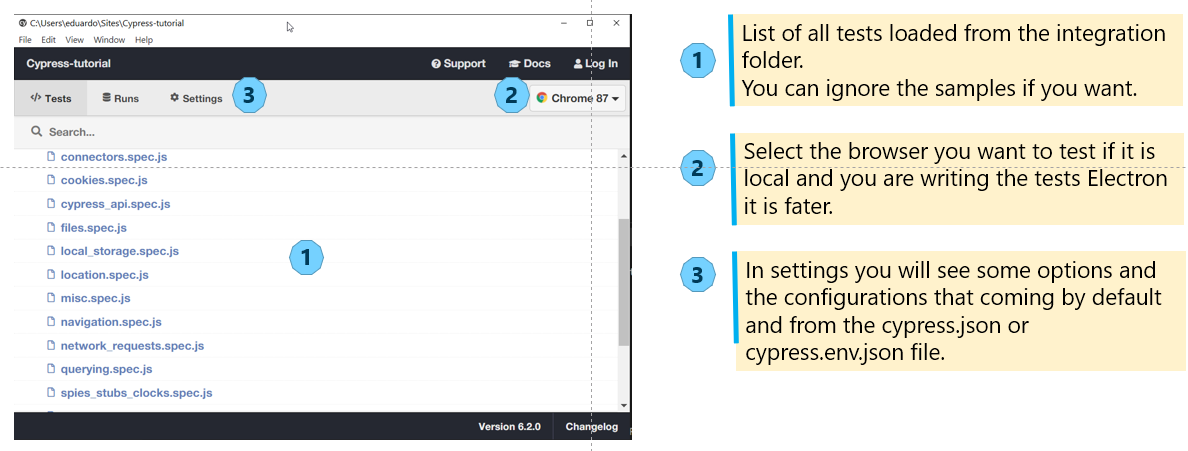 C:\Users\eduardo\Sites\Cypress-tutorial
File Edit View Window Help
Cypress-tutorial Support Docs Log In
</> Tests Runs Settings 3 2 Chrome 87
Search...
connectors.spec.js
cookies.spec.js
cypress_api.spec.js
files.spec.js
local_storage.spec.js
1
location.spec.js
misc.spec.js
navigation.spec.js
network_requests.spec.js
querying.spec.js
spies_stubs_clocks.spec.js
Version 6.2.0 Changelog
1
List of all tests loaded from the integration
folder.
You can ignore the samples if you want.
2
Select the browser you want to test if it is
local and you are writing the tests Electron
it is fater.
3
In settings you will see some options and
the configurations that coming by default
and from the cypress.json or
cypress.env.json file.